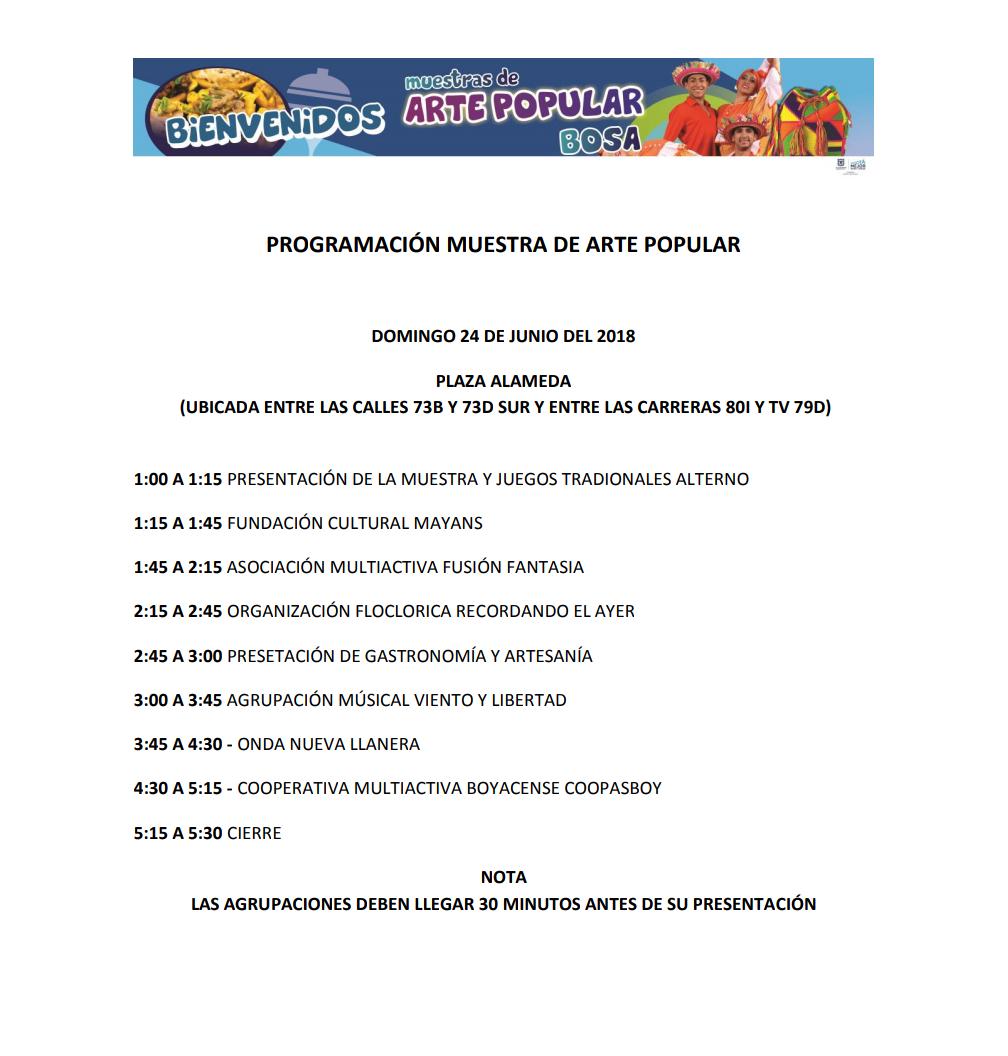 BIENVENIDOS
muestras de
ARTE POPULAR
BOSA
PROGRAMACIÓN MUESTRA DE ARTE POPULAR
DOMINGO 24 DE JUNIO DEL 2018
PLAZA ALAMEDA
(UBICADA ENTRE LAS CALLES 73B Y 73D SUR Y ENTRE LAS CARRERAS 80I Y TV 79D)
1:00 A 1:15 PRESENTACIÓN DE LA MUESTRA Y JUEGOS TRADIONALES ALTERNO
1:15 A 1:45 FUNDACIÓN CULTURAL MAYANS
1:45 A 2:15 ASOCIACIÓN MULTIACTIVA FUSIÓN FANTASIA
2:15 A 2:45 ORGANIZACIÓN FLOCLORICA RECORDANDO EL AYER
2:45 A 3:00 PRESETACIÓN DE GASTRONOMÍA Y ARTESANÍA
3:00 A 3:45 AGRUPACIÓN MÚSICAL VIENTO Y LIBERTAD
3:45 A 4:30 - ONDA NUEVA LLANERA
4:30 A 5:15 - COOPERATIVA MULTIACTIVA BOYACENSE COOPASBOY
5:15 A 5:30 CIERRE
NOTA
LAS AGRUPACIONES DEBEN LLEGAR 30 MINUTOS ANTES DE SU PRESENTACIÓN